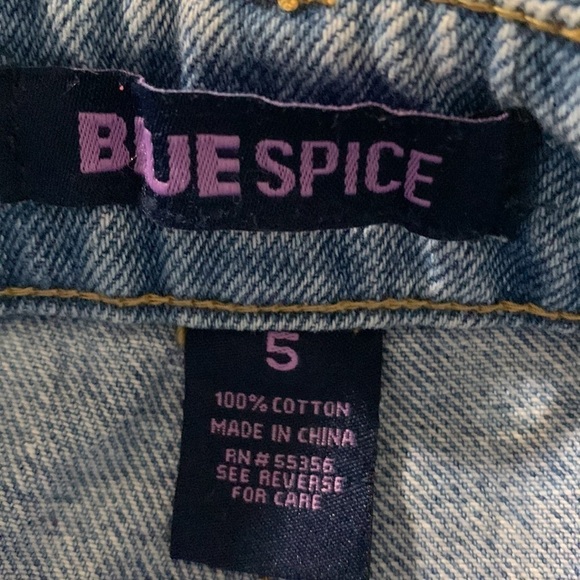 BLUE SPICE
5
100% COTTON
MADE IN CHINA
RN# 55356
SEE REVERSE
FOR CARE